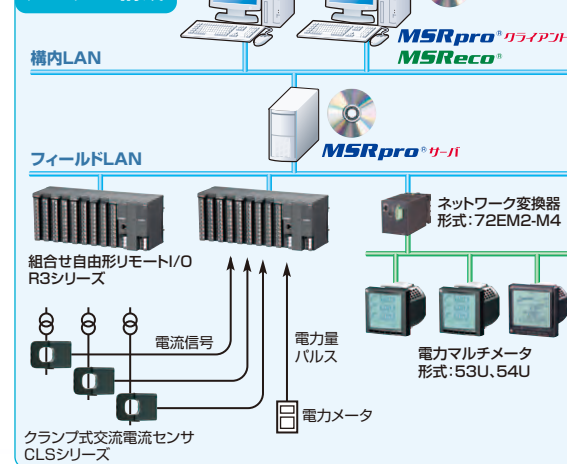 MSRpro® クライアント
MSReco®
構内LAN
MSRpro® サーバ
フィールドLAN
ネットワーク変換器
形式:72EM2-M4
組合せ自由形リモートI/O
R3シリーズ
電流信号
電力量
パルス
電力マルチメータ
形式:53U、54U
電力メータ
クランプ式交流電流センサ
CLSシリーズ